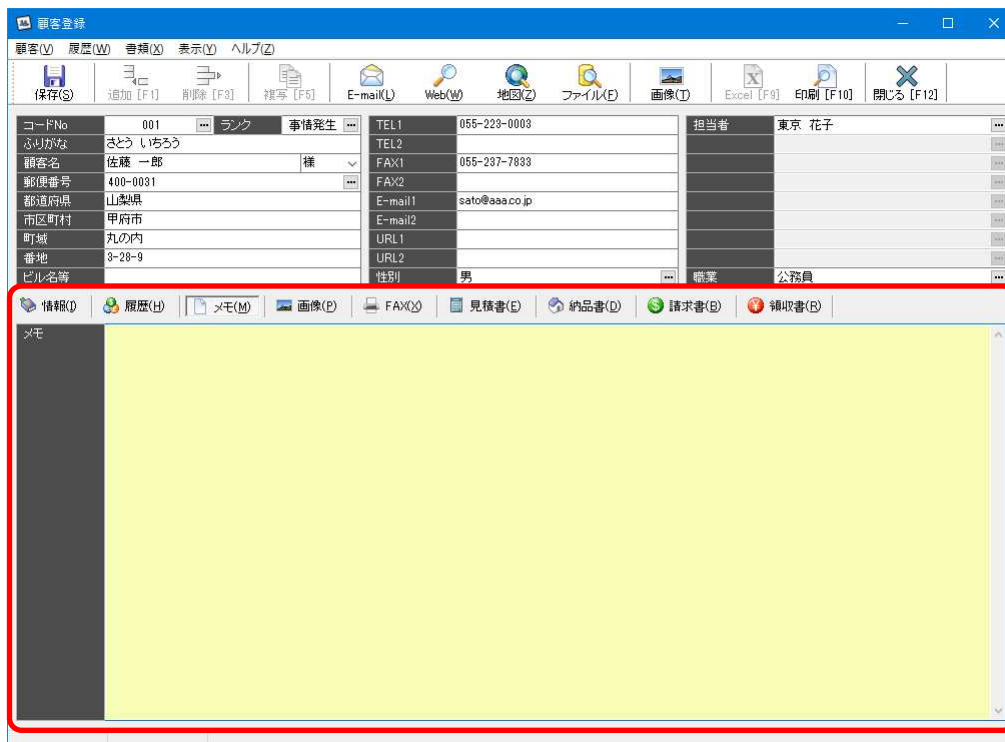 顧客登録
顧客(V) 履歴(W) 書類(X) 表示(Y) ヘルプ(Z)
保存(S) 追加 [F1] 削除 [F3] 複写 [F5] E-mail(L) Web(W) 地図(Z) ファイル(F) 画像(T) Excel [F9] 印刷 [F10] 閉じる [F12]
コードNo 001 ランク 事情発生 TEL1 055-223-0003 担当者 東京 花子
ふりがな さとう いちろう TEL2
顧客名 佐藤 一郎 様 FAX1 055-237-7833
郵便番号 400-0031 FAX2
都道府県 山梨県 E-mail1 sato@aaa.co.jp
市区町村 甲府市 E-mail2
町域 丸の内 URL1
番地 3-28-9 URL2
ビル名等 性別 男 職業 公務員
情報(I) 履歴(H) メモ(M) 画像(P) FAX(X) 見積書(E) 納品書(D) 請求書(B) 領収書(R)
メモ